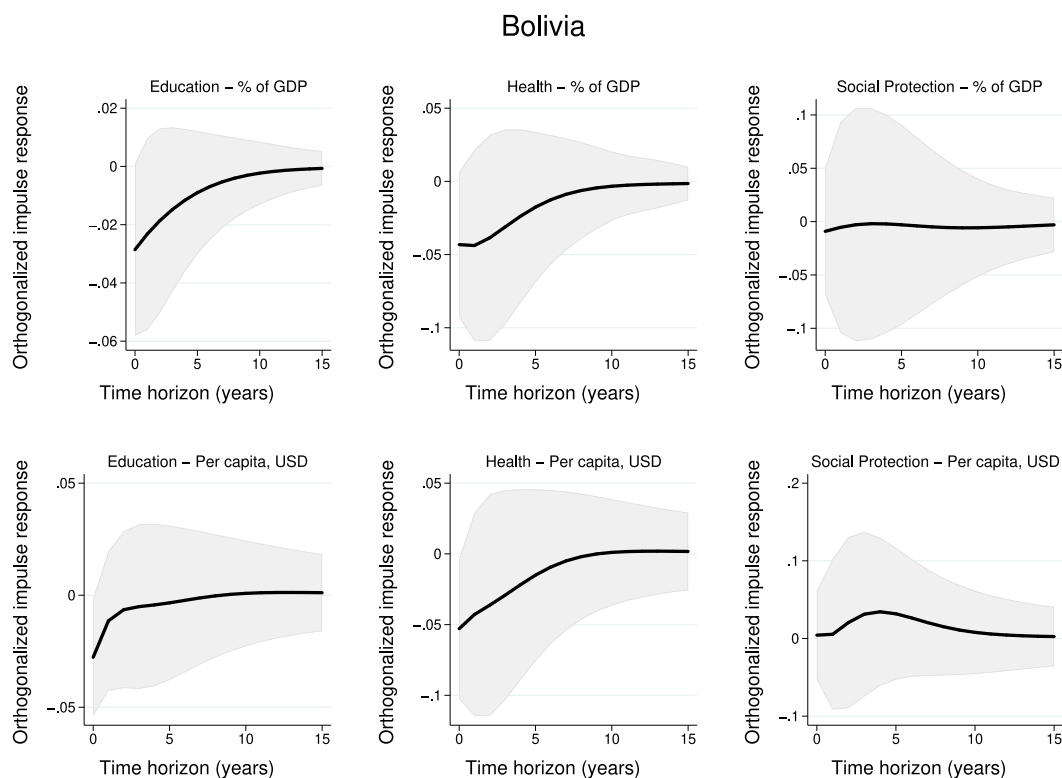 Bolivia
Education – % of GDP
Orthogonalized impulse response
.02
0
−.02
−.04
−.06
0 5 10 15
Time horizon (years)
Health – % of GDP
Orthogonalized impulse response
.05
0
−.05
−.1
0 5 10 15
Time horizon (years)
Social Protection – % of GDP
Orthogonalized impulse response
.1
.05
0
−.05
−.1
0 5 10 15
Time horizon (years)
Education – Per capita, USD
Orthogonalized impulse response
.05
0
−.05
0 5 10 15
Time horizon (years)
Health – Per capita, USD
Orthogonalized impulse response
.05
0
−.05
−.1
0 5 10 15
Time horizon (years)
Social Protection – Per capita, USD
Orthogonalized impulse response
.2
.1
0
−.1
0 5 10 15
Time horizon (years)